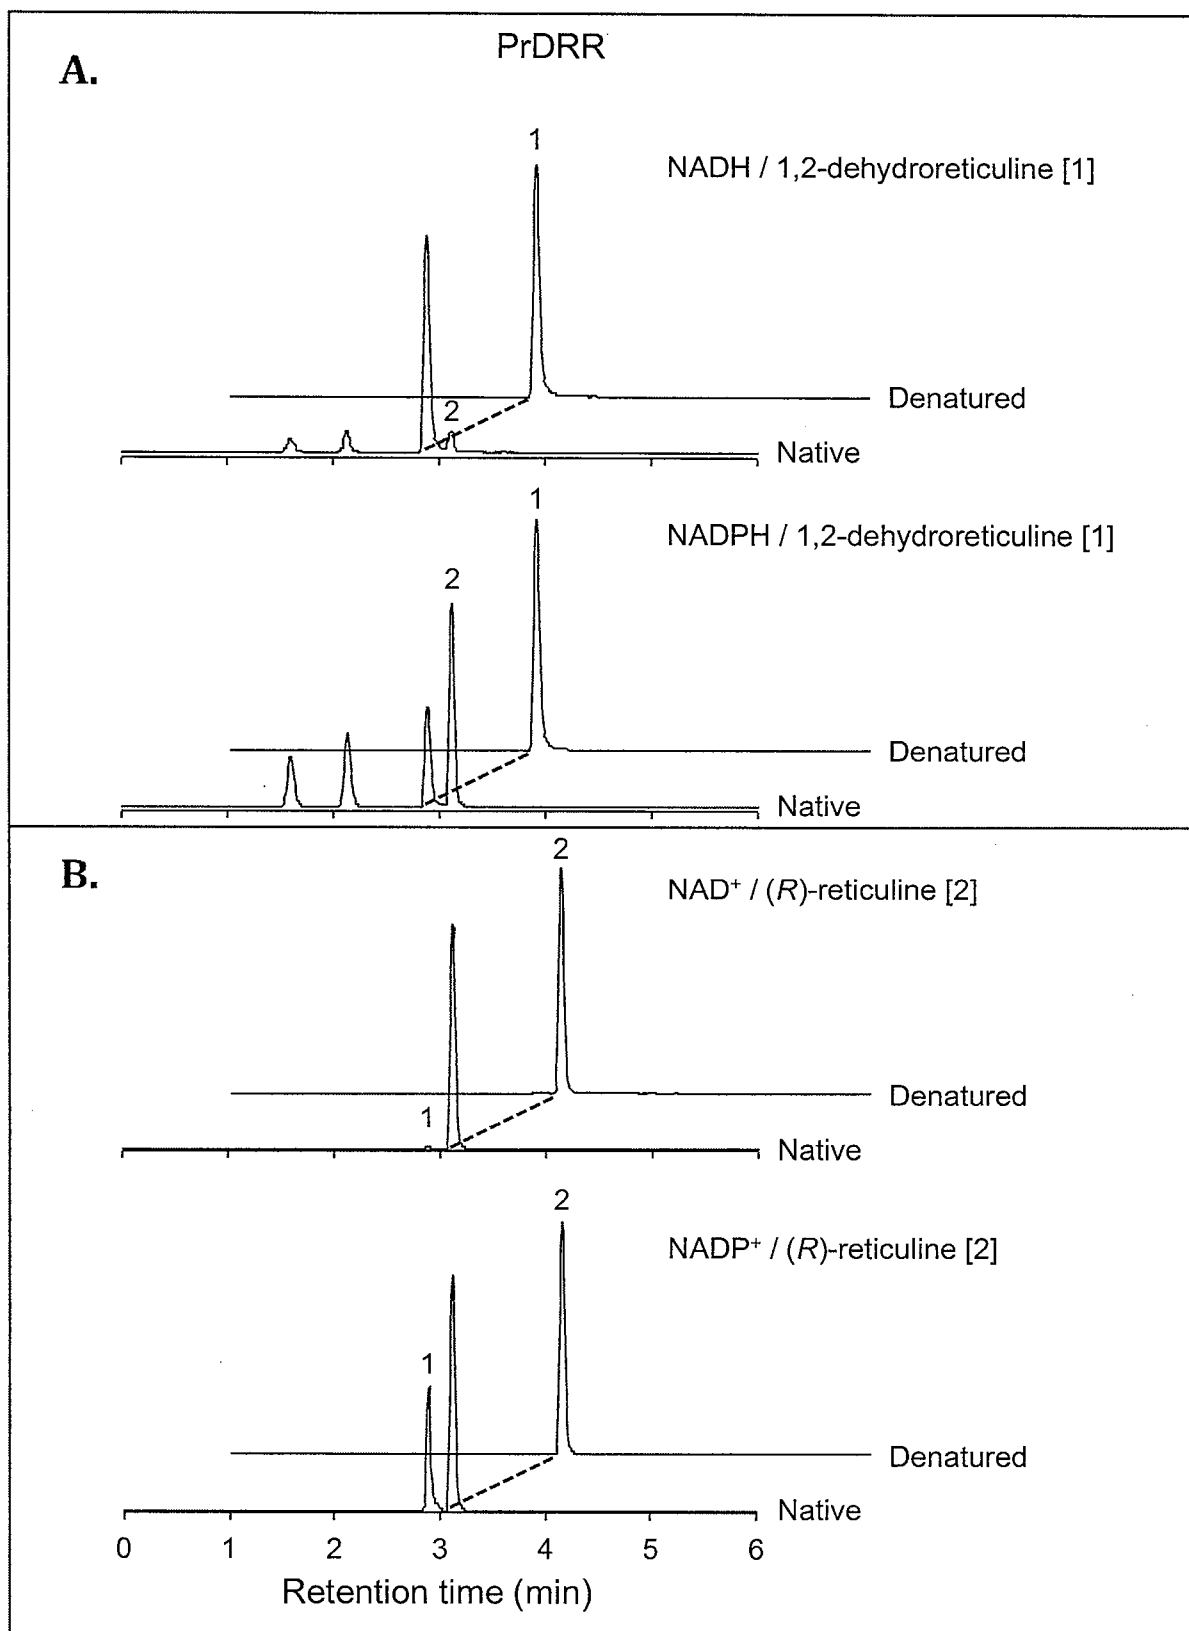 PrDRR
A.
1
NADH / 1,2-dehydroreticuline [1]
Denatured
2
Native
1
NADPH / 1,2-dehydroreticuline [1]
2
Denatured
Native
B.
2
NAD⁺ / (R)-reticuline [2]
Denatured
1
Native
2
NADP⁺ / (R)-reticuline [2]
1
Denatured
Native
0 1 2 3 4 5 6
Retention time (min)